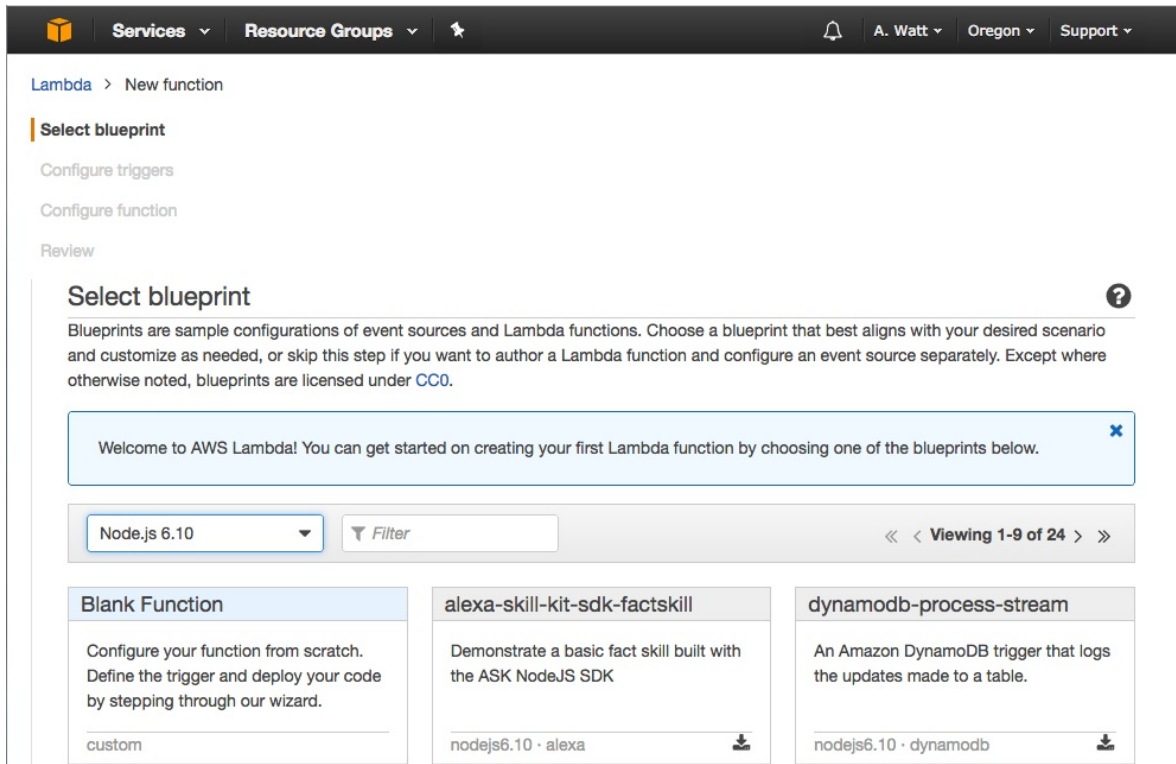 Services Resource Groups A. Watt Oregon Support
Lambda > New function
Select blueprint
Configure triggers
Configure function
Review
Select blueprint
Blueprints are sample configurations of event sources and Lambda functions. Choose a blueprint that best aligns with your desired scenario
and customize as needed, or skip this step if you want to author a Lambda function and configure an event source separately. Except where
otherwise noted, blueprints are licensed under CC0.
Welcome to AWS Lambda! You can get started on creating your first Lambda function by choosing one of the blueprints below.
Node.js 6.10 Filter « < Viewing 1-9 of 24 > »
Blank Function
Configure your function from scratch.
Define the trigger and deploy your code
by stepping through our wizard.
custom
alexa-skill-kit-sdk-factskill
Demonstrate a basic fact skill built with
the ASK NodeJS SDK
nodejs6.10 · alexa
dynamodb-process-stream
An Amazon DynamoDB trigger that logs
the updates made to a table.
nodejs6.10 · dynamodb